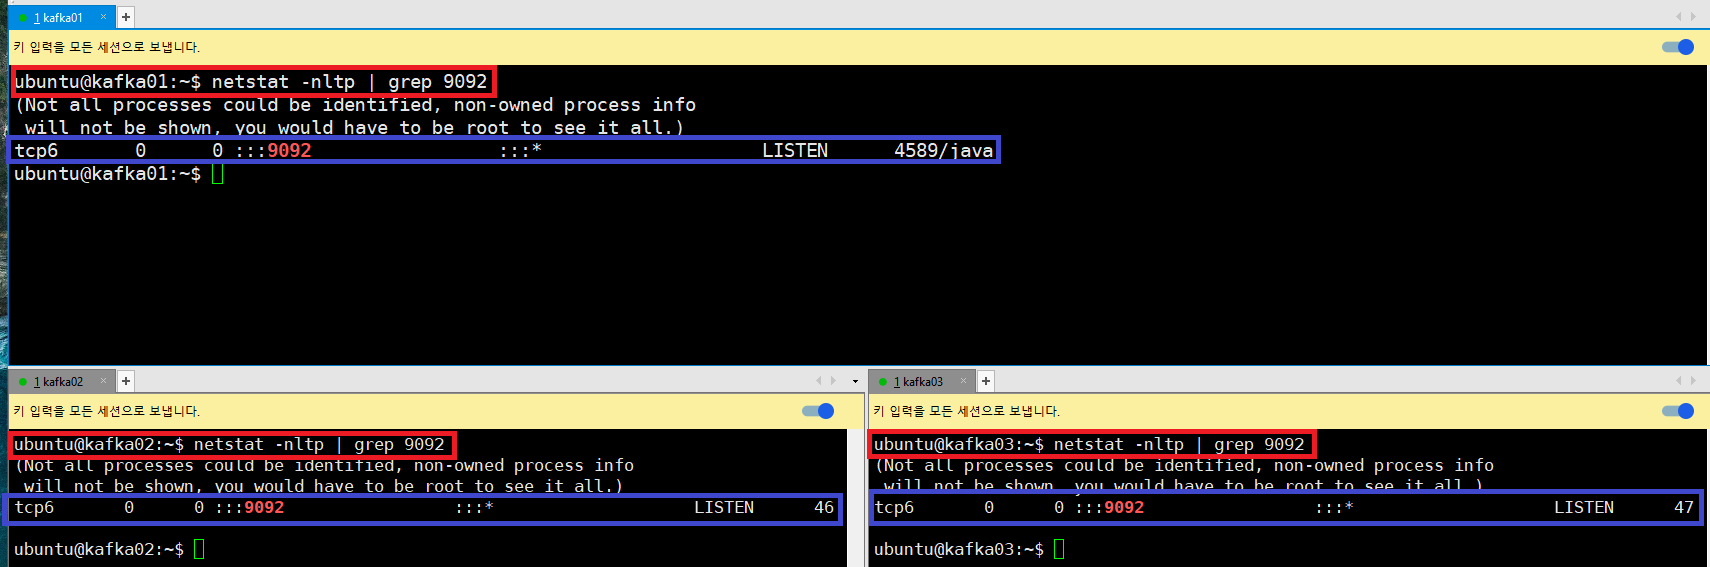 1 kafka01 × +
키 입력을 모든 세션으로 보냅니다.
ubuntu@kafka01:~$ netstat -nltp | grep 9092
(Not all processes could be identified, non-owned process info
 will not be shown, you would have to be root to see it all.)
tcp6       0      0 :::9092                 :::*                    LISTEN      4589/java
ubuntu@kafka01:~$
1 kafka02 × +
키 입력을 모든 세션으로 보냅니다.
ubuntu@kafka02:~$ netstat -nltp | grep 9092
(Not all processes could be identified, non-owned process info
 will not be shown, you would have to be root to see it all.)
tcp6       0      0 :::9092                 :::*                    LISTEN      46
ubuntu@kafka02:~$
1 kafka03 × +
키 입력을 모든 세션으로 보냅니다.
ubuntu@kafka03:~$ netstat -nltp | grep 9092
(Not all processes could be identified, non-owned process info
 will not be shown, you would have to be root to see it all.)
tcp6       0      0 :::9092                 :::*                    LISTEN      47
ubuntu@kafka03:~$